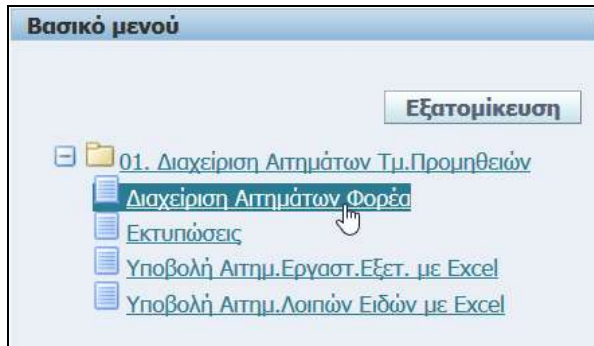 Βασικό μενού
Εξατομίκευση
01. Διαχείριση Αιτημάτων Τμ.Προμηθειών
Διαχείριση Αιτημάτων Φορέα
Εκτυπώσεις
Υποβολή Αιτημ.Εργαστ.Εξετ. με Excel
Υποβολή Αιτημ.Λοιπών Ειδών με Excel